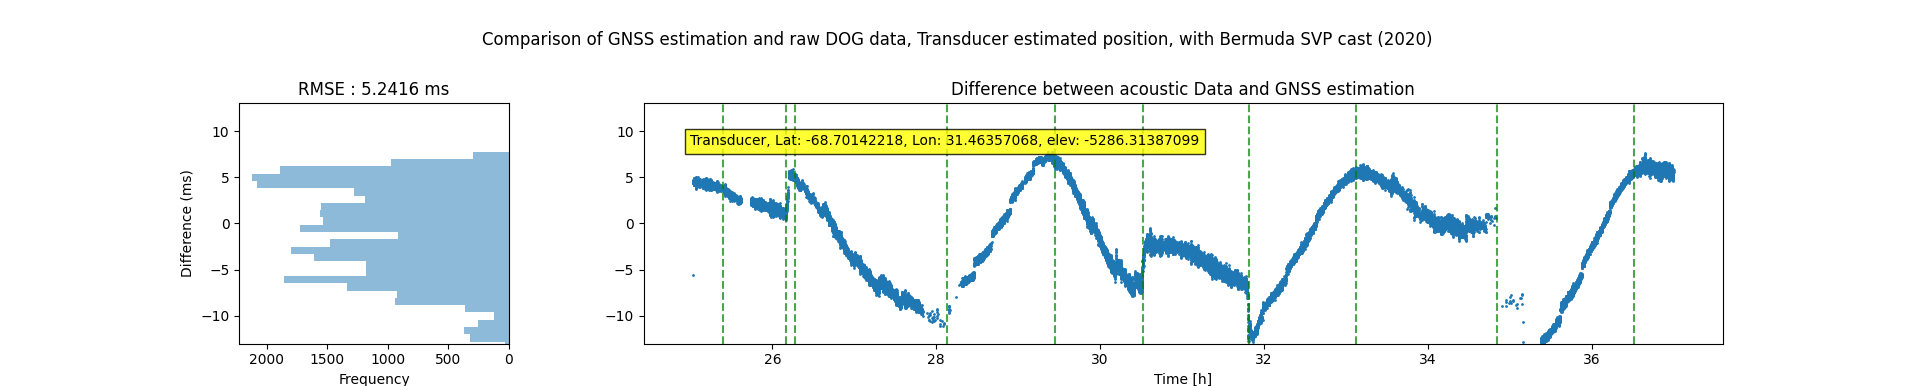 Comparison of GNSS estimation and raw DOG data, Transducer estimated position, with Bermuda SVP cast (2020)
RMSE : 5.2416 ms
Difference (ms)
10
5
0
−5
−10
2000 1500 1000 500 0
Frequency
Difference between acoustic Data and GNSS estimation
Transducer, Lat: -68.70142218, Lon: 31.46357068, elev: -5286.31387099
10
5
0
−5
−10
26 28 30 32 34 36
Time [h]